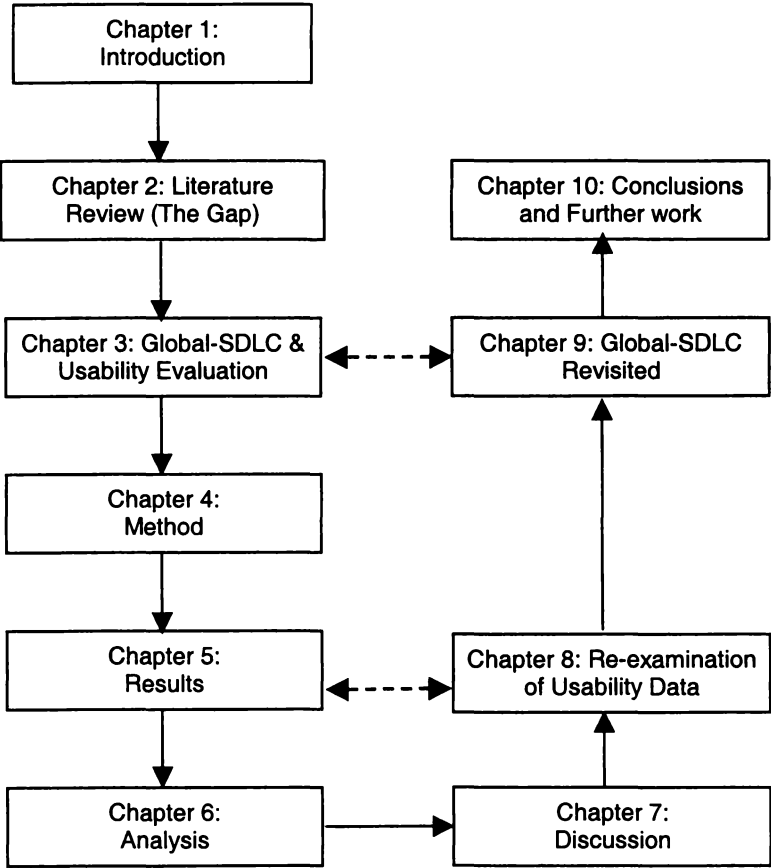 Chapter 1:
Introduction
Chapter 2: Literature
Review (The Gap)
Chapter 3: Global-SDLC &
Usability Evaluation
Chapter 4:
Method
Chapter 5:
Results
Chapter 6:
Analysis
Chapter 7:
Discussion
Chapter 8: Re-examination
of Usability Data
Chapter 9: Global-SDLC
Revisited
Chapter 10: Conclusions
and Further work